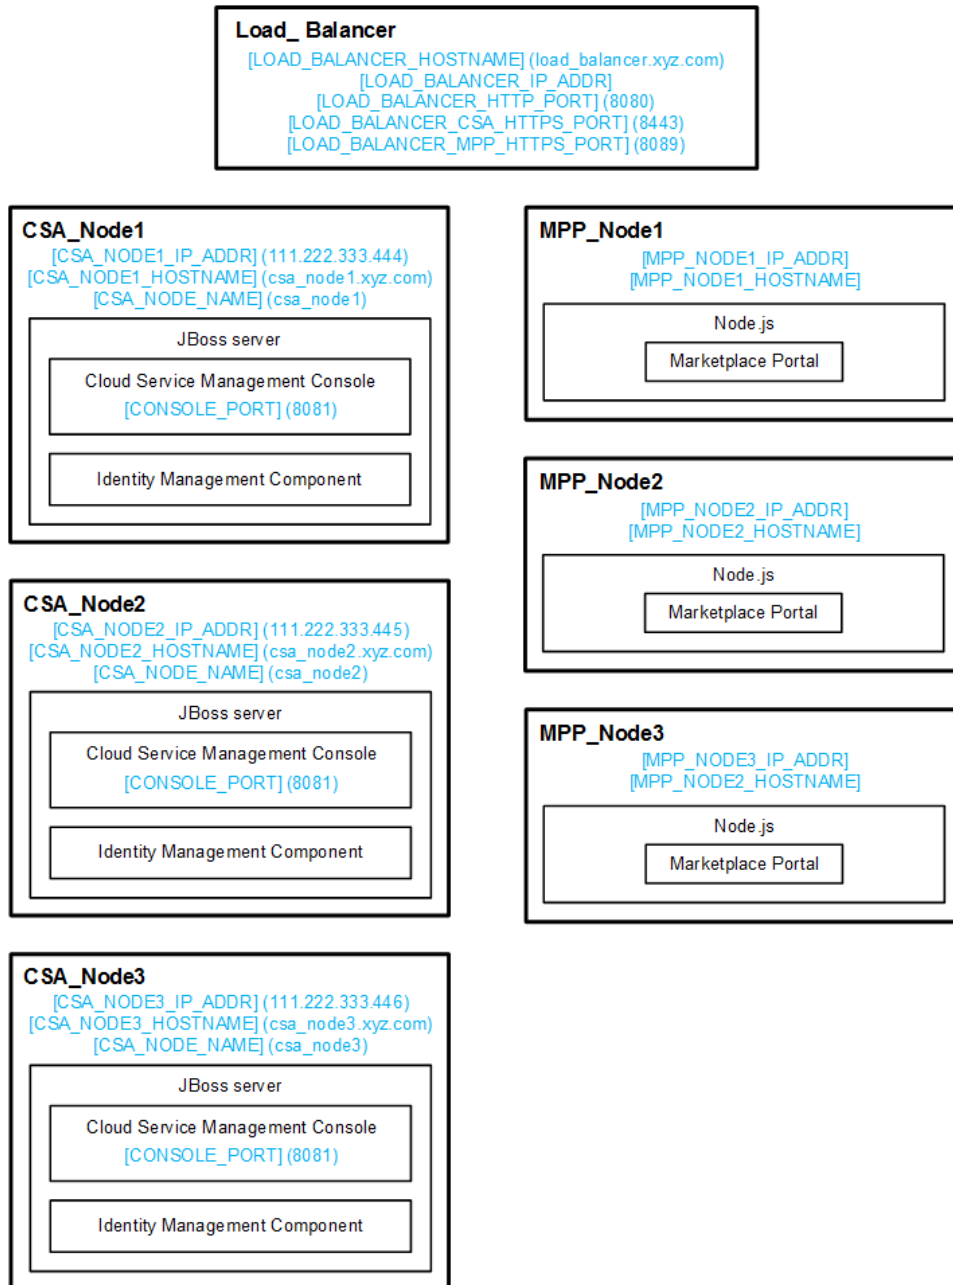 Load_ Balancer
[LOAD_BALANCER_HOSTNAME] (load_balancer.xyz.com)
[LOAD_BALANCER_IP_ADDR]
[LOAD_BALANCER_HTTP_PORT] (8080)
[LOAD_BALANCER_CSA_HTTPS_PORT] (8443)
[LOAD_BALANCER_MPP_HTTPS_PORT] (8089)
CSA_Node1
[CSA_NODE1_IP_ADDR] (111.222.333.444)
[CSA_NODE1_HOSTNAME] (csa_node1.xyz.com)
[CSA_NODE_NAME] (csa_node1)
JBoss server
Cloud Service Management Console
[CONSOLE_PORT] (8081)
Identity Management Component
CSA_Node2
[CSA_NODE2_IP_ADDR] (111.222.333.445)
[CSA_NODE2_HOSTNAME] (csa_node2.xyz.com)
[CSA_NODE_NAME] (csa_node2)
JBoss server
Cloud Service Management Console
[CONSOLE_PORT] (8081)
Identity Management Component
CSA_Node3
[CSA_NODE3_IP_ADDR] (111.222.333.446)
[CSA_NODE3_HOSTNAME] (csa_node3.xyz.com)
[CSA_NODE_NAME] (csa_node3)
JBoss server
Cloud Service Management Console
[CONSOLE_PORT] (8081)
Identity Management Component
MPP_Node1
[MPP_NODE1_IP_ADDR]
[MPP_NODE1_HOSTNAME]
Node.js
Marketplace Portal
MPP_Node2
[MPP_NODE2_IP_ADDR]
[MPP_NODE2_HOSTNAME]
Node.js
Marketplace Portal
MPP_Node3
[MPP_NODE3_IP_ADDR]
[MPP_NODE2_HOSTNAME]
Node.js
Marketplace Portal